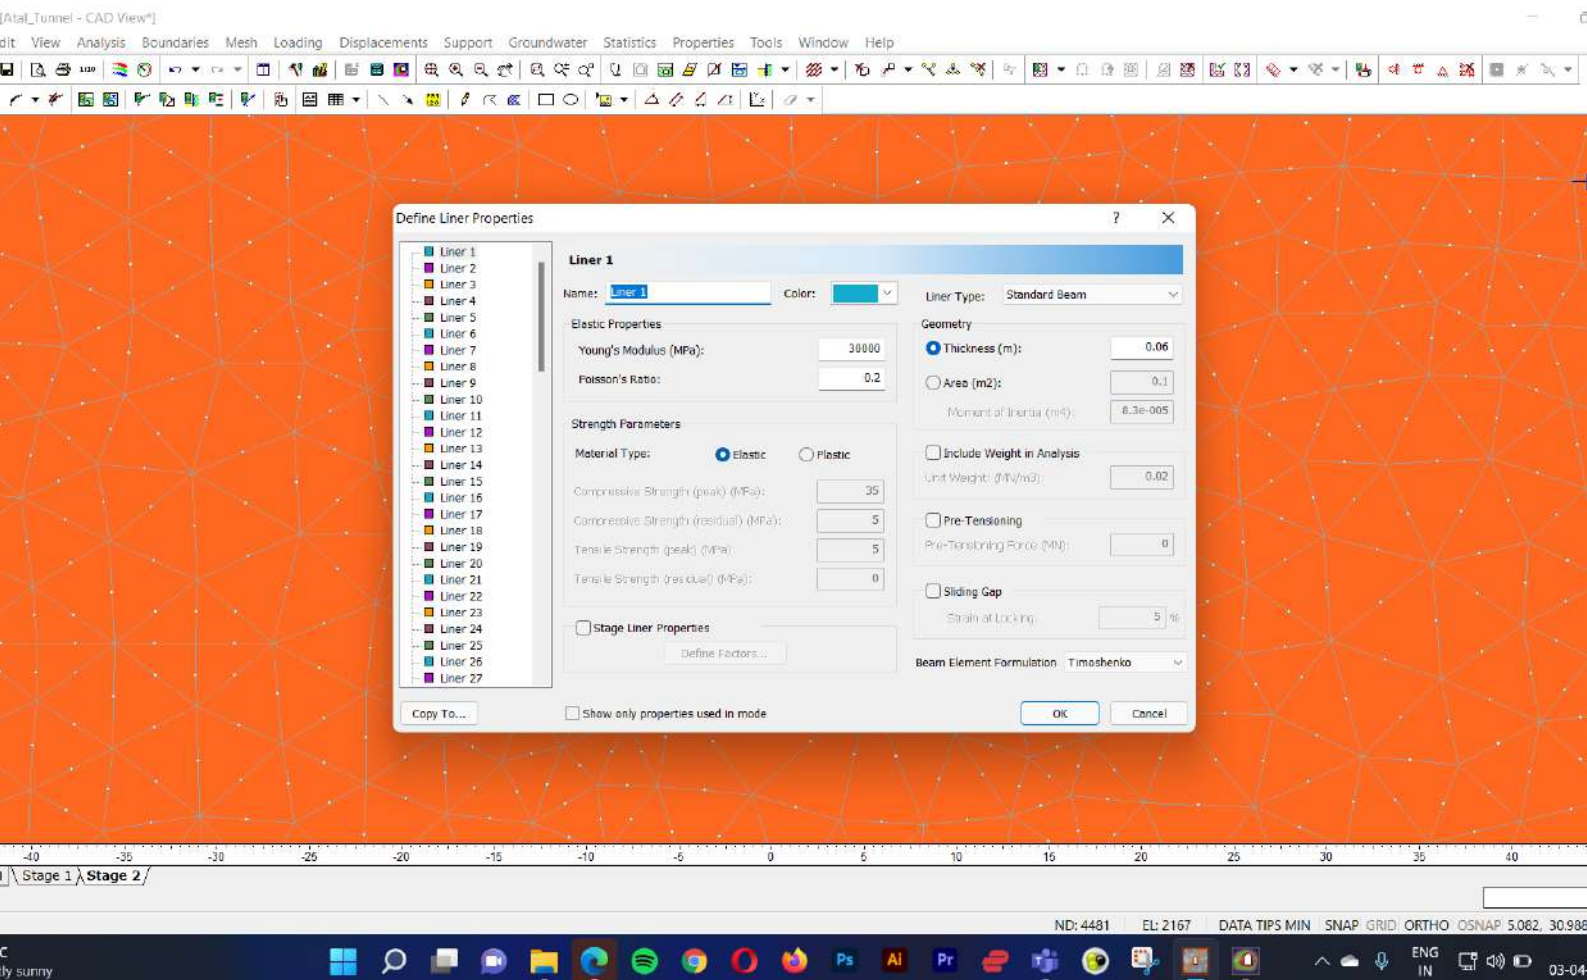 [Atal_Tunnel - CAD View*]
dit View Analysis Boundaries Mesh Loading Displacements Support Groundwater Statistics Properties Tools Window Help
Define Liner Properties ?
Liner 1
Liner 2
Liner 3
Liner 4
Liner 5
Liner 6
Liner 7
Liner 8
Liner 9
Liner 10
Liner 11
Liner 12
Liner 13
Liner 14
Liner 15
Liner 16
Liner 17
Liner 18
Liner 19
Liner 20
Liner 21
Liner 22
Liner 23
Liner 24
Liner 25
Liner 26
Liner 27
Copy To...
Liner 1
Name: Liner 1 Color:
Elastic Properties
Young's Modulus (MPa): 30000
Poisson's Ratio: 0.2
Strength Parameters
Material Type: Elastic Plastic
Compressive Strength (peak) (MPa): 35
Compressive Strength (residual) (MPa): 5
Tensile Strength (peak) (MPa): 5
Tensile Strength (residual) (MPa): 0
Stage Liner Properties
Define Factors...
Show only properties used in mode
Liner Type: Standard Beam
Geometry
Thickness (m): 0.06
Area (m2): 0.1
Moment of Inertia (m4): 8.3e-005
Include Weight in Analysis
Unit Weight: (MN/m3): 0.02
Pre-Tensioning
Pre-Tensioning Force (MN): 0
Sliding Gap
Strain at Locking 5 %
Beam Element Formulation Timoshenko
OK Cancel
-40 -35 -30 -25 -20 -15 -10 -5 0 5 10 15 20 25 30 35 40
Stage 1 Stage 2
ND: 4481 EL: 2167 DATA TIPS MIN SNAP GRID ORTHO OSNAP 5.082, 30.988
C
tly sunny
Ps Ai Pr
ENG
IN
03-04